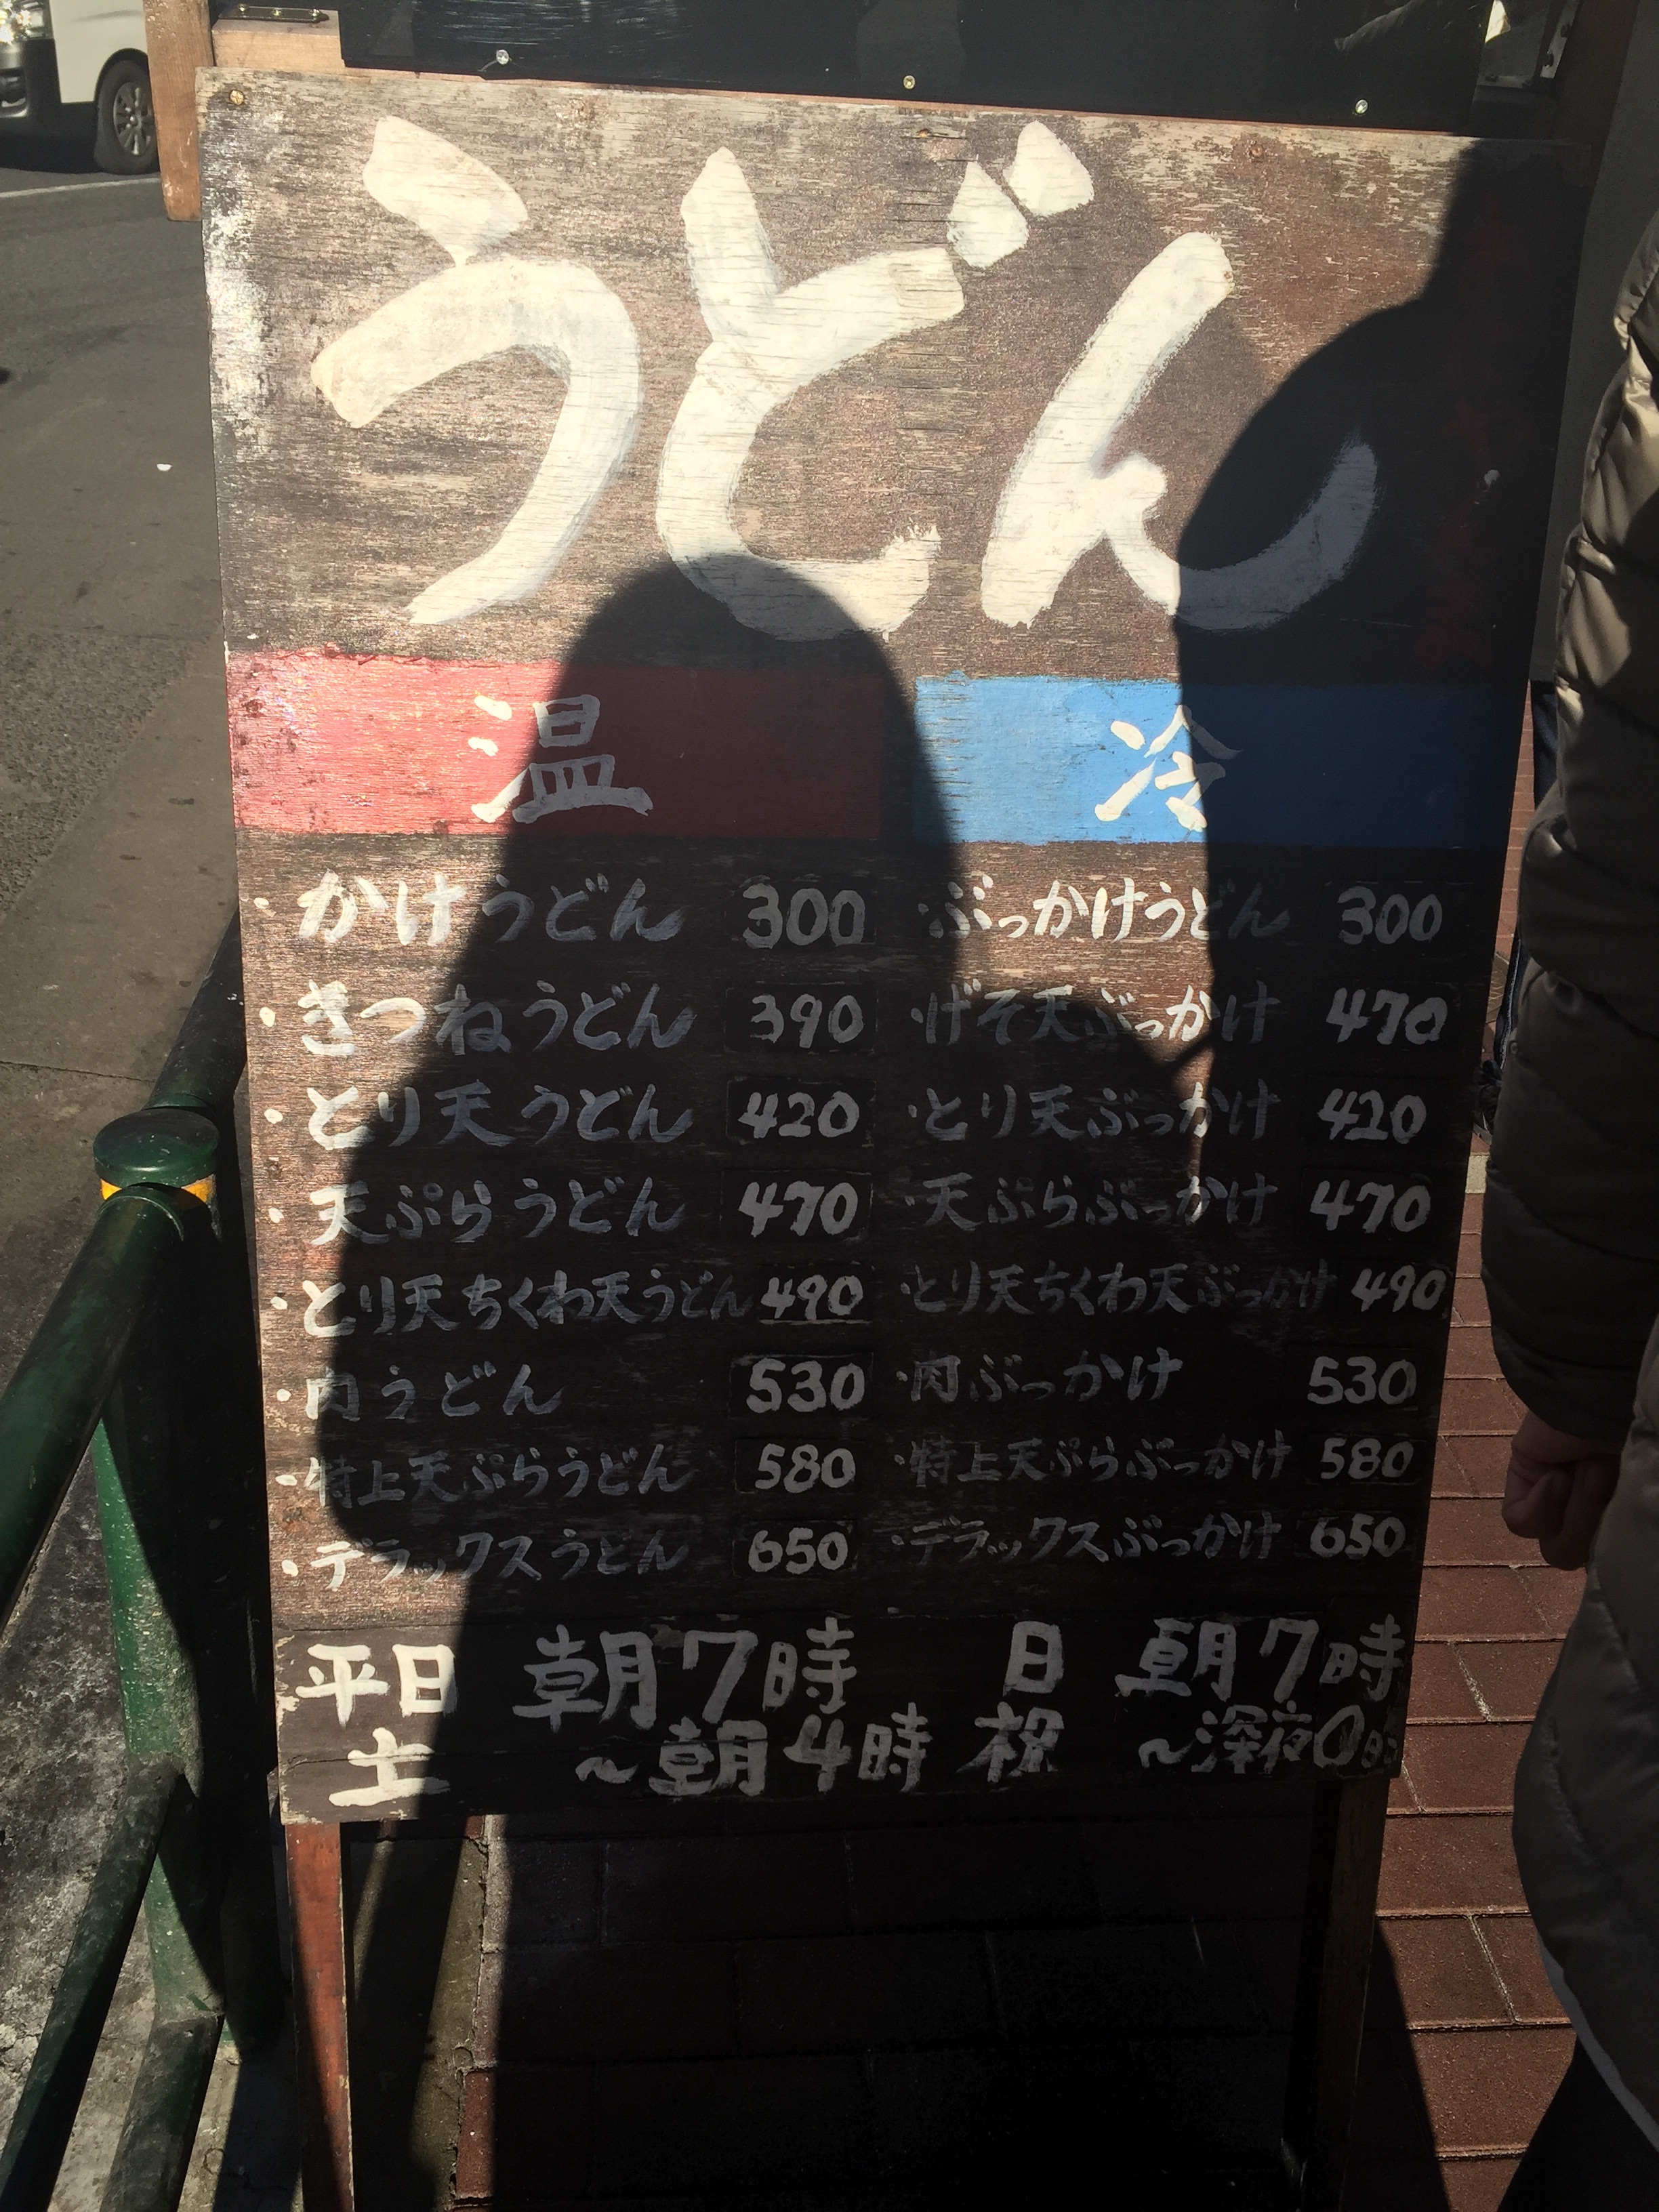 うどん
温 冷
・かけうどん 300 ・ぶっかけうどん 300
・きつねうどん 390 ・げそ天ぶっかけ 470
・とり天うどん 420 ・とり天ぶっかけ 420
・天ぷらうどん 470 ・天ぷらぶっかけ 470
・とり天ちくわ天うどん 490 ・とり天ちくわ天ぶっかけ 490
・肉うどん 530 ・肉ぶっかけ 530
・特上天ぷらうどん 580 ・特上天ぷらぶっかけ 580
・デラックスうどん 650 ・デラックスぶっかけ 650
平日 朝7時 日 朝7時
土 〜朝4時 祝 〜深夜0時